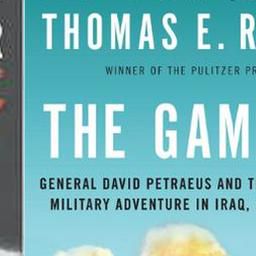 THOMAS E. R
WINNER OF THE PULITZER PR
THE GAM
GENERAL DAVID PETRAEUS AND T
MILITARY ADVENTURE IN IRAQ,